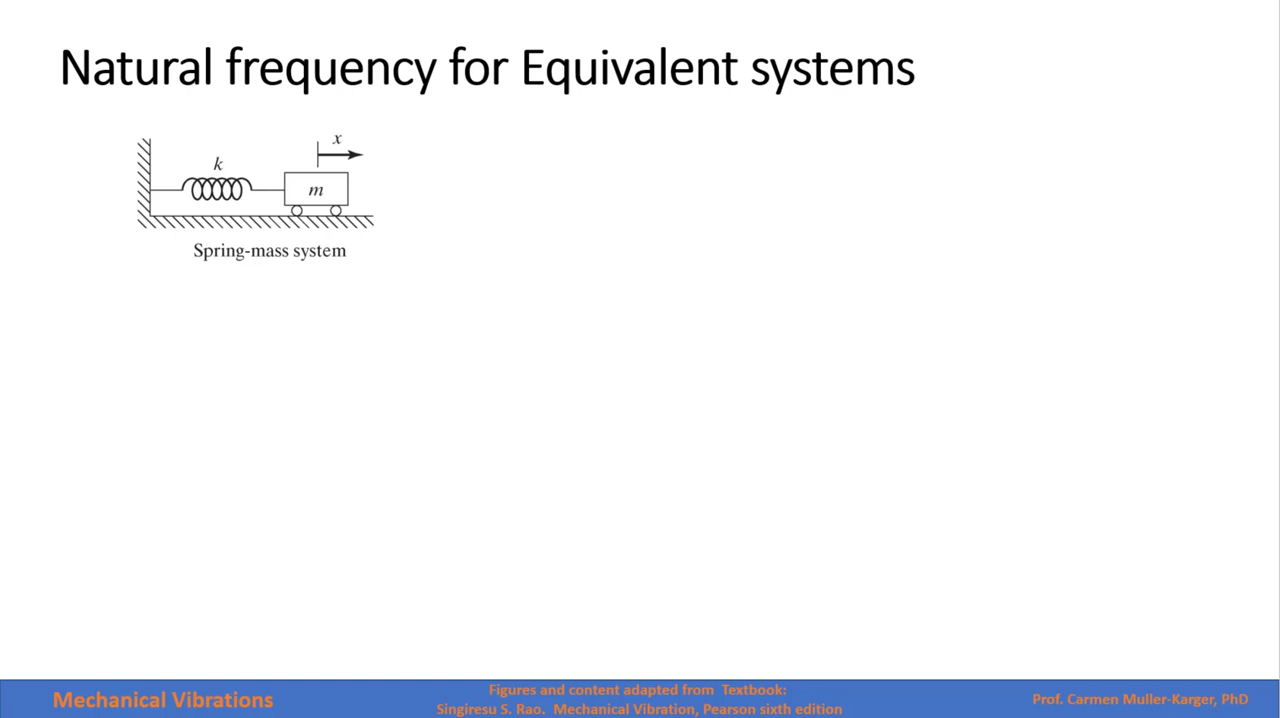 Natural frequency for Equivalent systems
x
k
m
Spring-mass system
Mechanical Vibrations
Figures and content adapted from Textbook:
Singiresu S. Rao. Mechanical Vibration, Pearson sixth edition
Prof. Carmen Muller-Karger, PhD